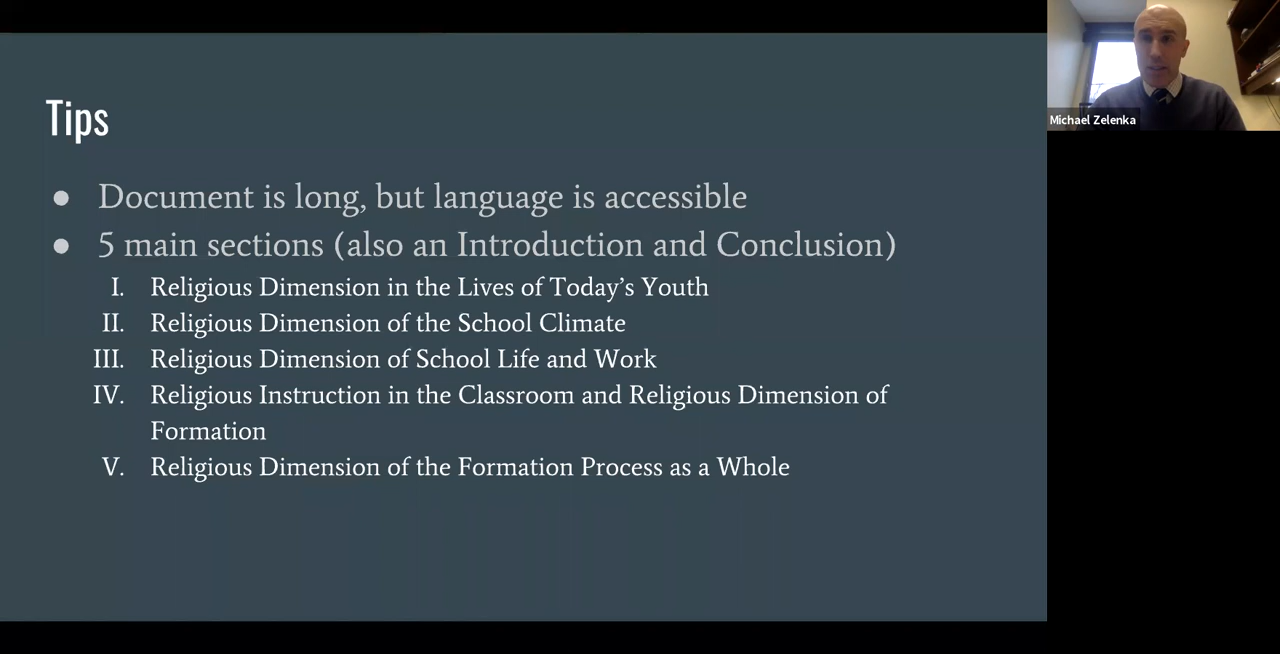 Tips
● Document is long, but language is accessible
● 5 main sections (also an Introduction and Conclusion)
I. Religious Dimension in the Lives of Today’s Youth
II. Religious Dimension of the School Climate
III. Religious Dimension of School Life and Work
IV. Religious Instruction in the Classroom and Religious Dimension of
Formation
V. Religious Dimension of the Formation Process as a Whole
Michael Zelenka